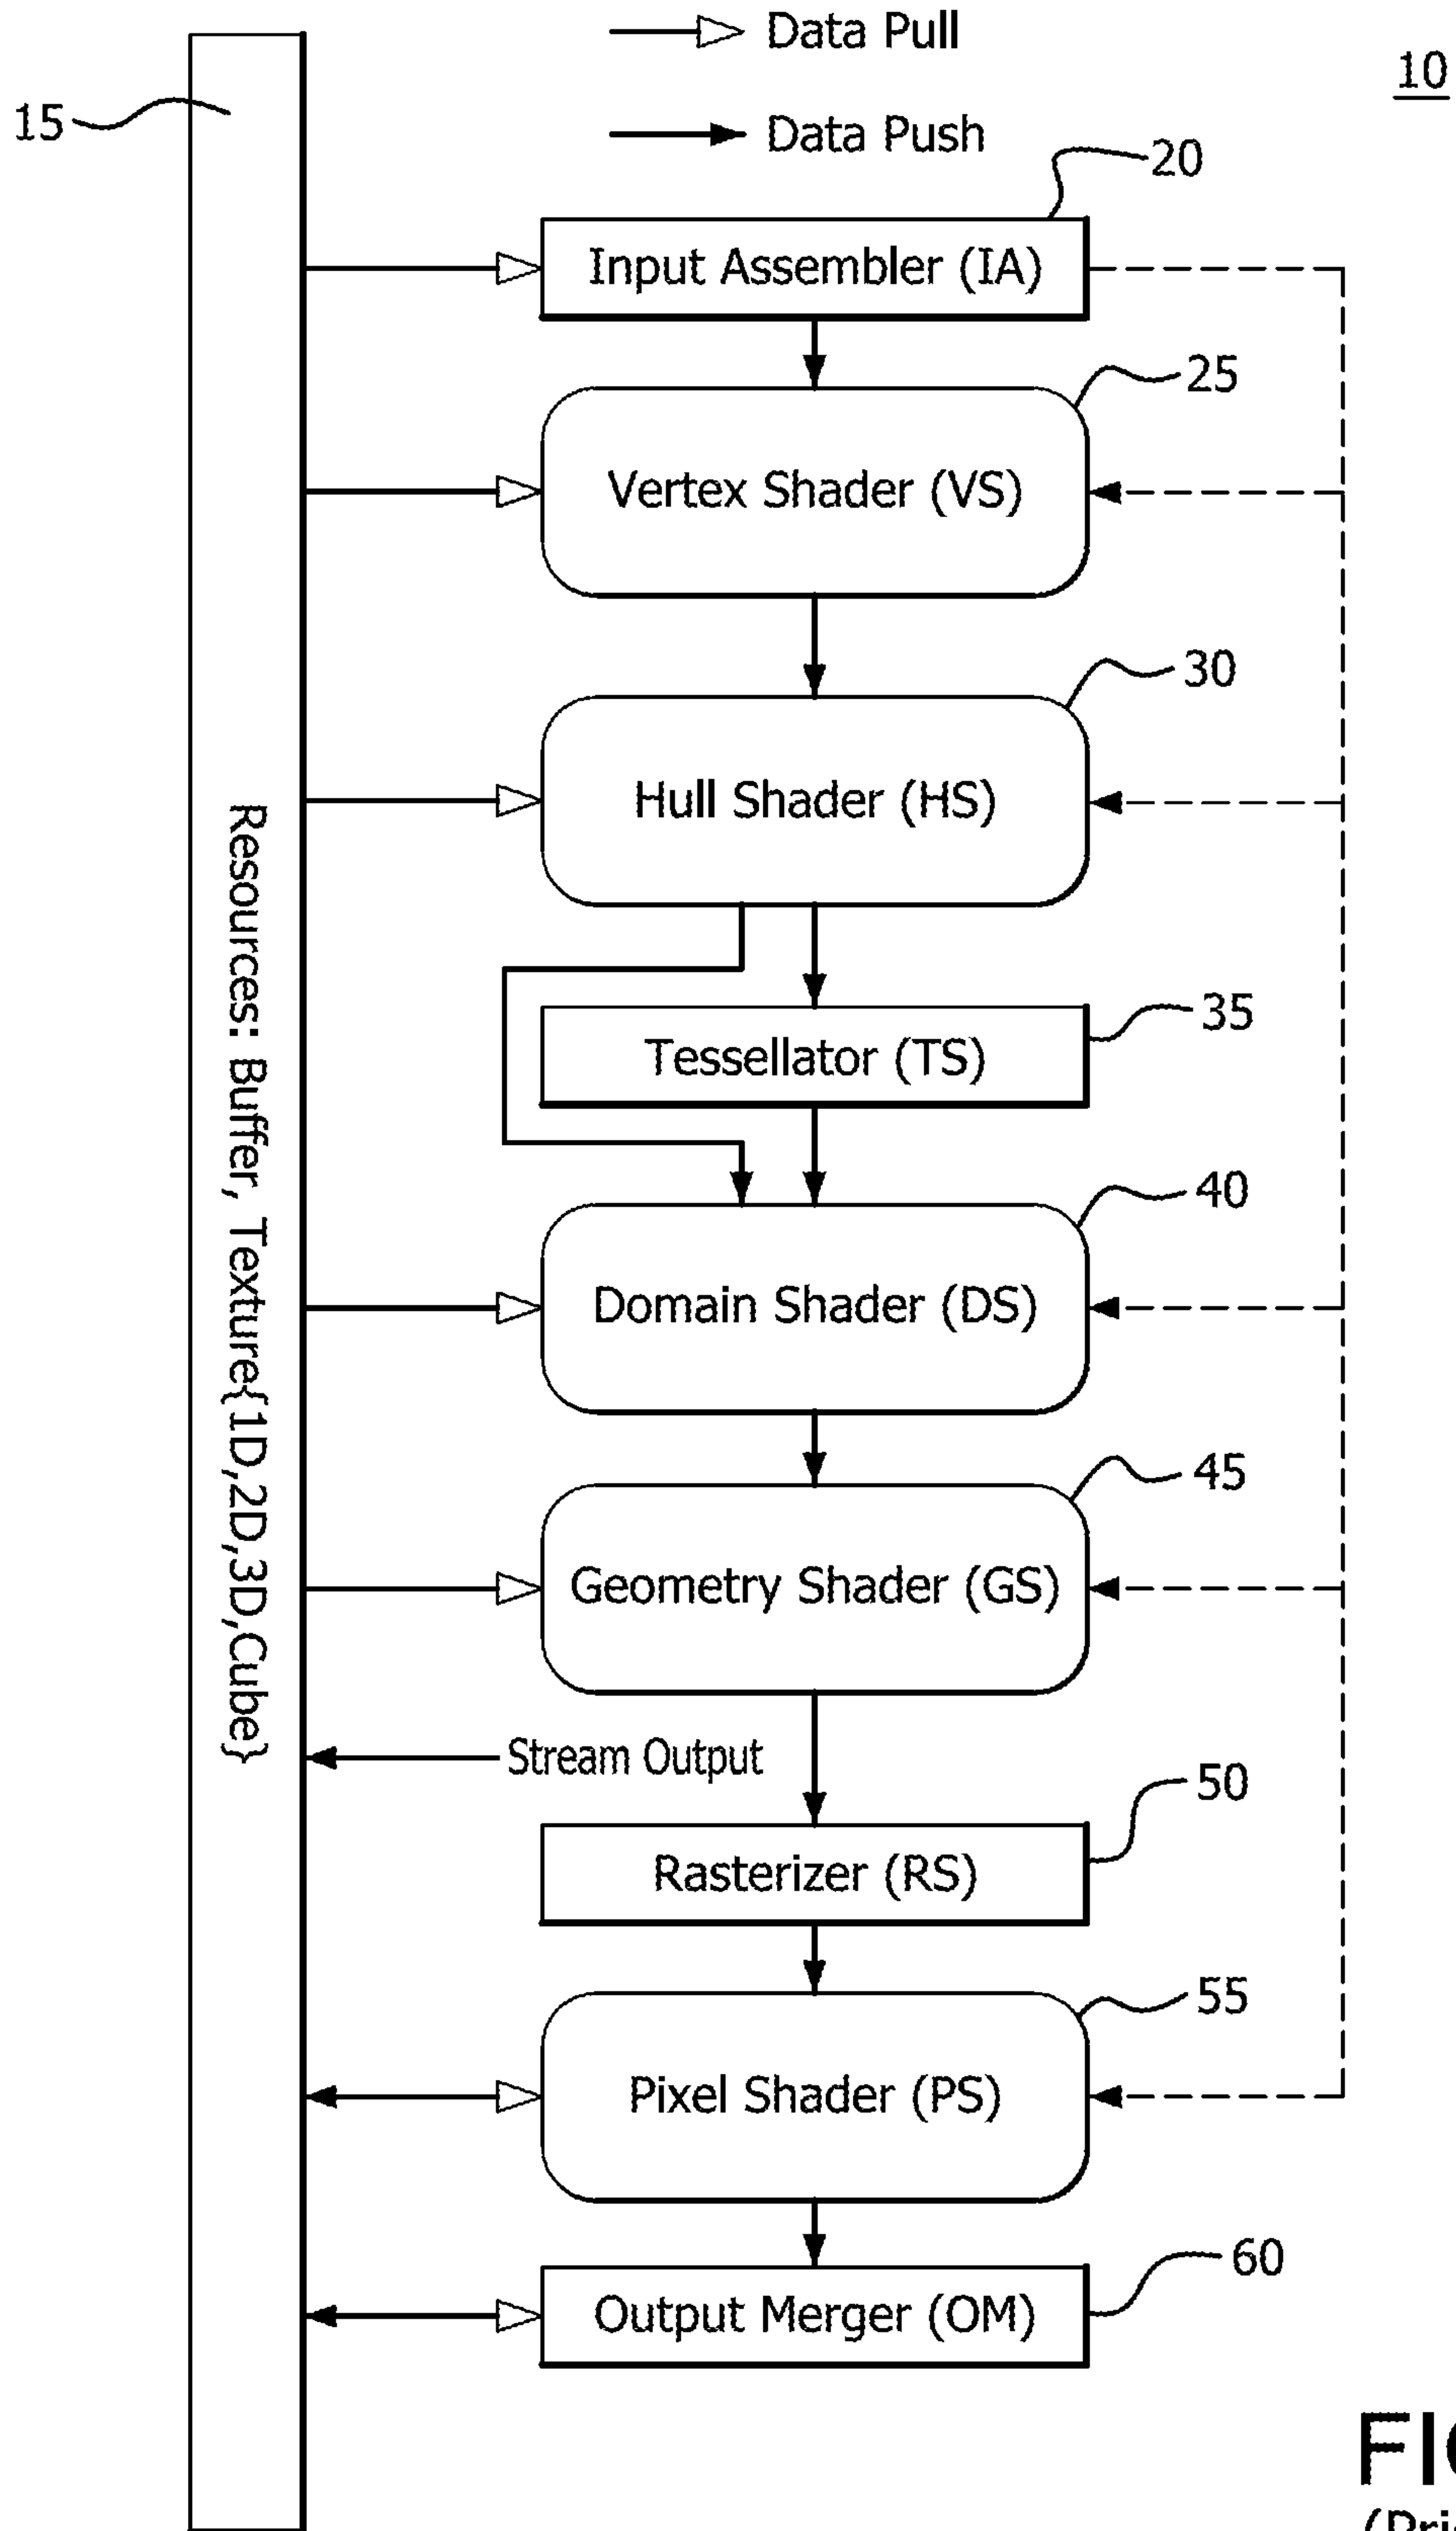 Data Pull
10
15
Data Push
20
Input Assembler (IA)
25
Vertex Shader (VS)
30
Hull Shader (HS)
Resources: Buffer, Texture{1D,2D,3D,Cube}
35
Tessellator (TS)
40
Domain Shader (DS)
45
Geometry Shader (GS)
Stream Output
50
Rasterizer (RS)
55
Pixel Shader (PS)
60
Output Merger (OM)